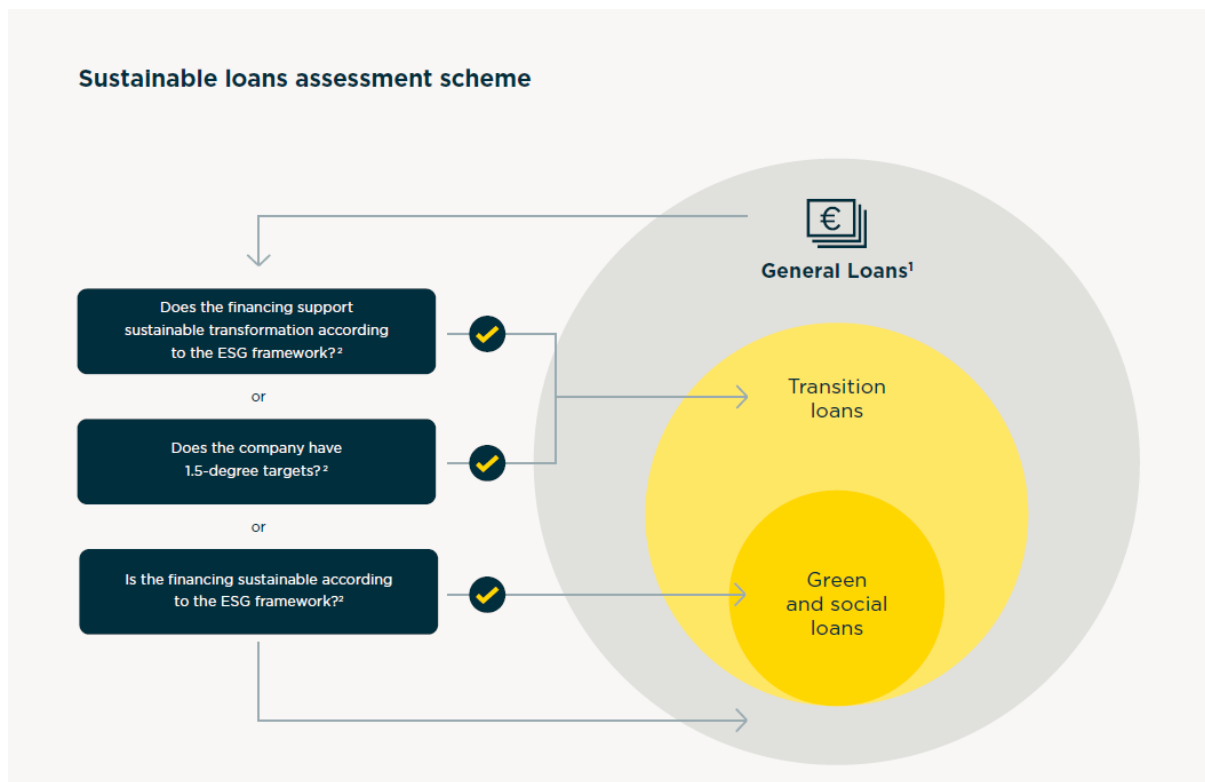 Sustainable loans assessment scheme
€
General Loans¹
Does the financing support
sustainable transformation according
to the ESG framework?²
or
Does the company have
1.5-degree targets?²
or
Is the financing sustainable according
to the ESG framework?²
Transition
loans
Green
and social
loans